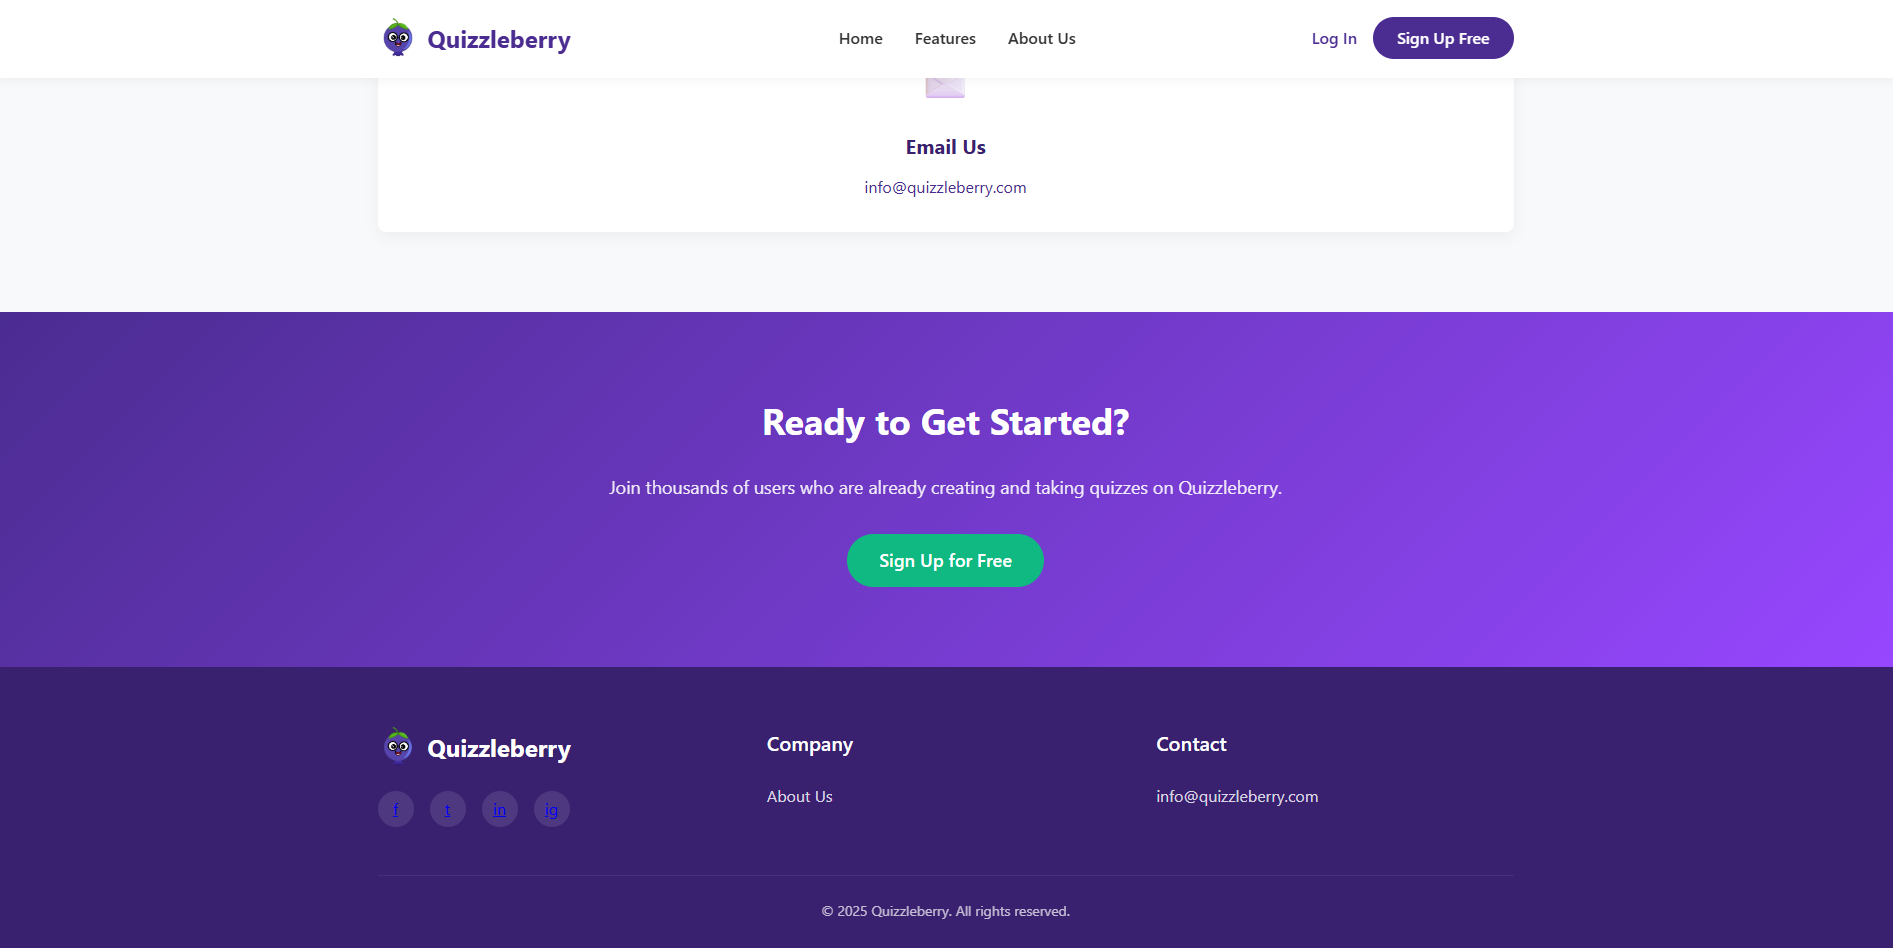 Quizzleberry
Home Features About Us
Log In Sign Up Free
Email Us
info@quizzleberry.com
Ready to Get Started?
Join thousands of users who are already creating and taking quizzes on Quizzleberry.
Sign Up for Free
Quizzleberry
f t in ig
Company
About Us
Contact
info@quizzleberry.com
© 2025 Quizzleberry. All rights reserved.